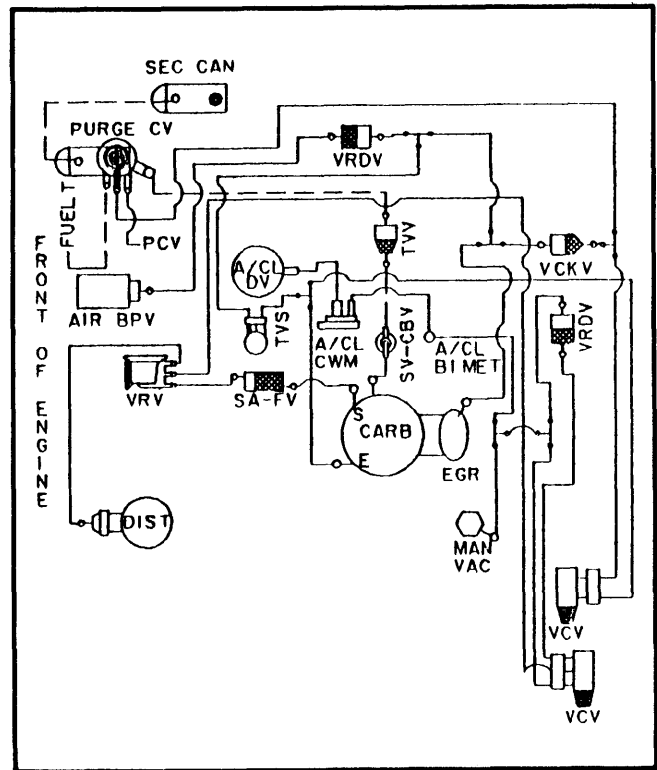 SEC CAN
PURGE CV
VRDV
FUEL T
PCV
TVV
A/CL
DV
VCKV
FRONT OF ENGINE
AIR BPV
TVS
A/CL
CWM
SV-CBV
A/CL
BIMET
VRDV
VRV
SA-FV
S
CARB
E
EGR
DIST
MAN
VAC
VCV
VCV